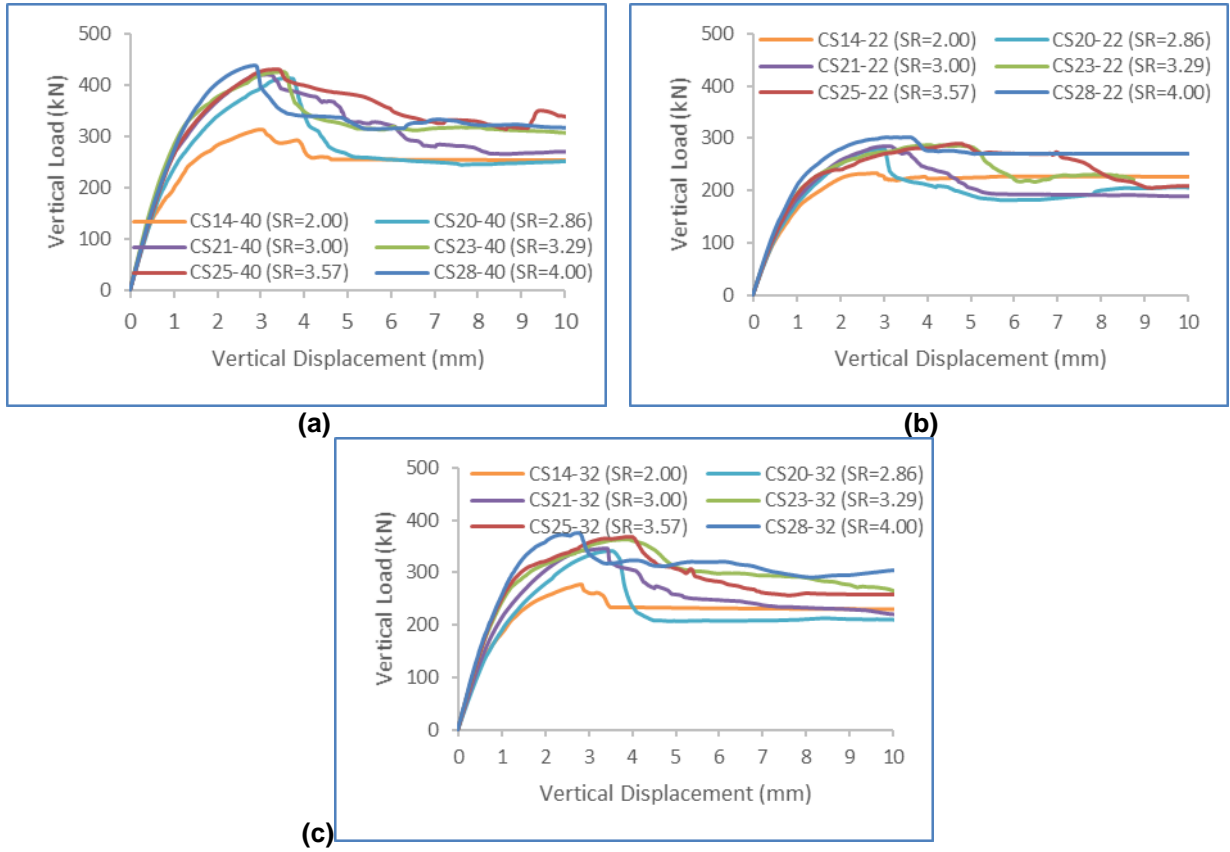 500
400
300
200
100
0
Vertical Load (kN)
CS14-40 (SR=2.00) CS20-40 (SR=2.86)
CS21-40 (SR=3.00) CS23-40 (SR=3.29)
CS25-40 (SR=3.57) CS28-40 (SR=4.00)
0 1 2 3 4 5 6 7 8 9 10
Vertical Displacement (mm)
(a)
500
400
300
200
100
0
Vertical Load (kN)
CS14-22 (SR=2.00) CS20-22 (SR=2.86)
CS21-22 (SR=3.00) CS23-22 (SR=3.29)
CS25-22 (SR=3.57) CS28-22 (SR=4.00)
0 1 2 3 4 5 6 7 8 9 10
Vertical Displacement (mm)
(b)
500
400
300
200
100
0
Vertical Load (kN)
CS14-32 (SR=2.00) CS20-32 (SR=2.86)
CS21-32 (SR=3.00) CS23-32 (SR=3.29)
CS25-32 (SR=3.57) CS28-32 (SR=4.00)
0 1 2 3 4 5 6 7 8 9 10
Vertical Displacement (mm)
(c)